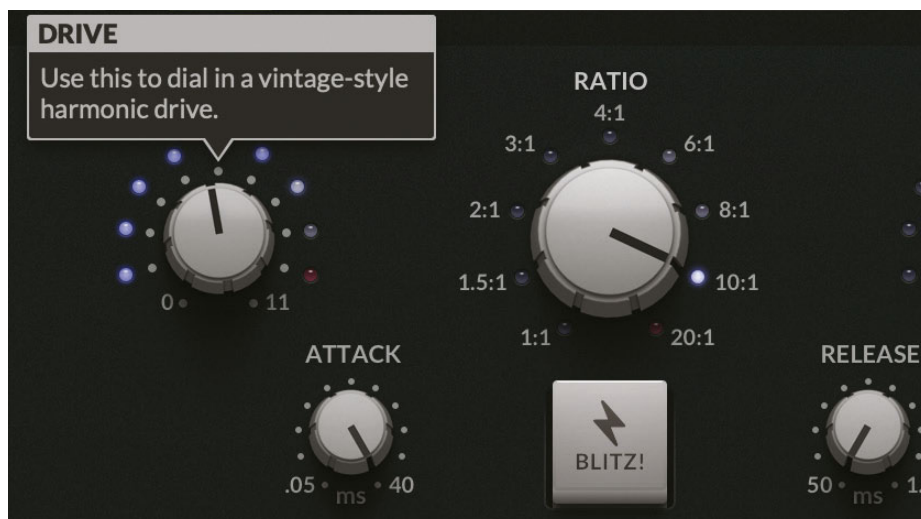 DRIVE
Use this to dial in a vintage-style
harmonic drive.
0 11
RATIO
4:1
3:1 6:1
2:1 8:1
1.5:1 10:1
1:1 20:1
ATTACK
.05 ms 40
BLITZ!
RELEASE
50 ms 1.